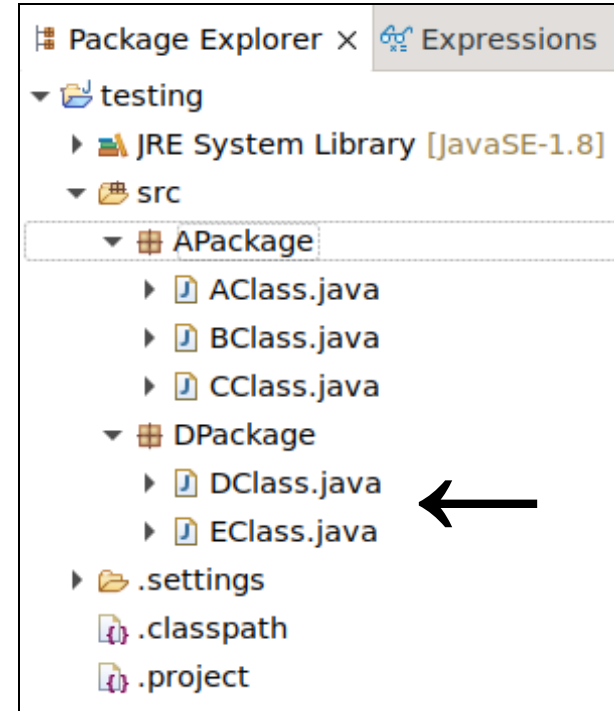 Package Explorer × Expressions
testing
JRE System Library [JavaSE-1.8]
src
APackage
AClass.java
BClass.java
CClass.java
DPackage
DClass.java
EClass.java
.settings
.classpath
.project